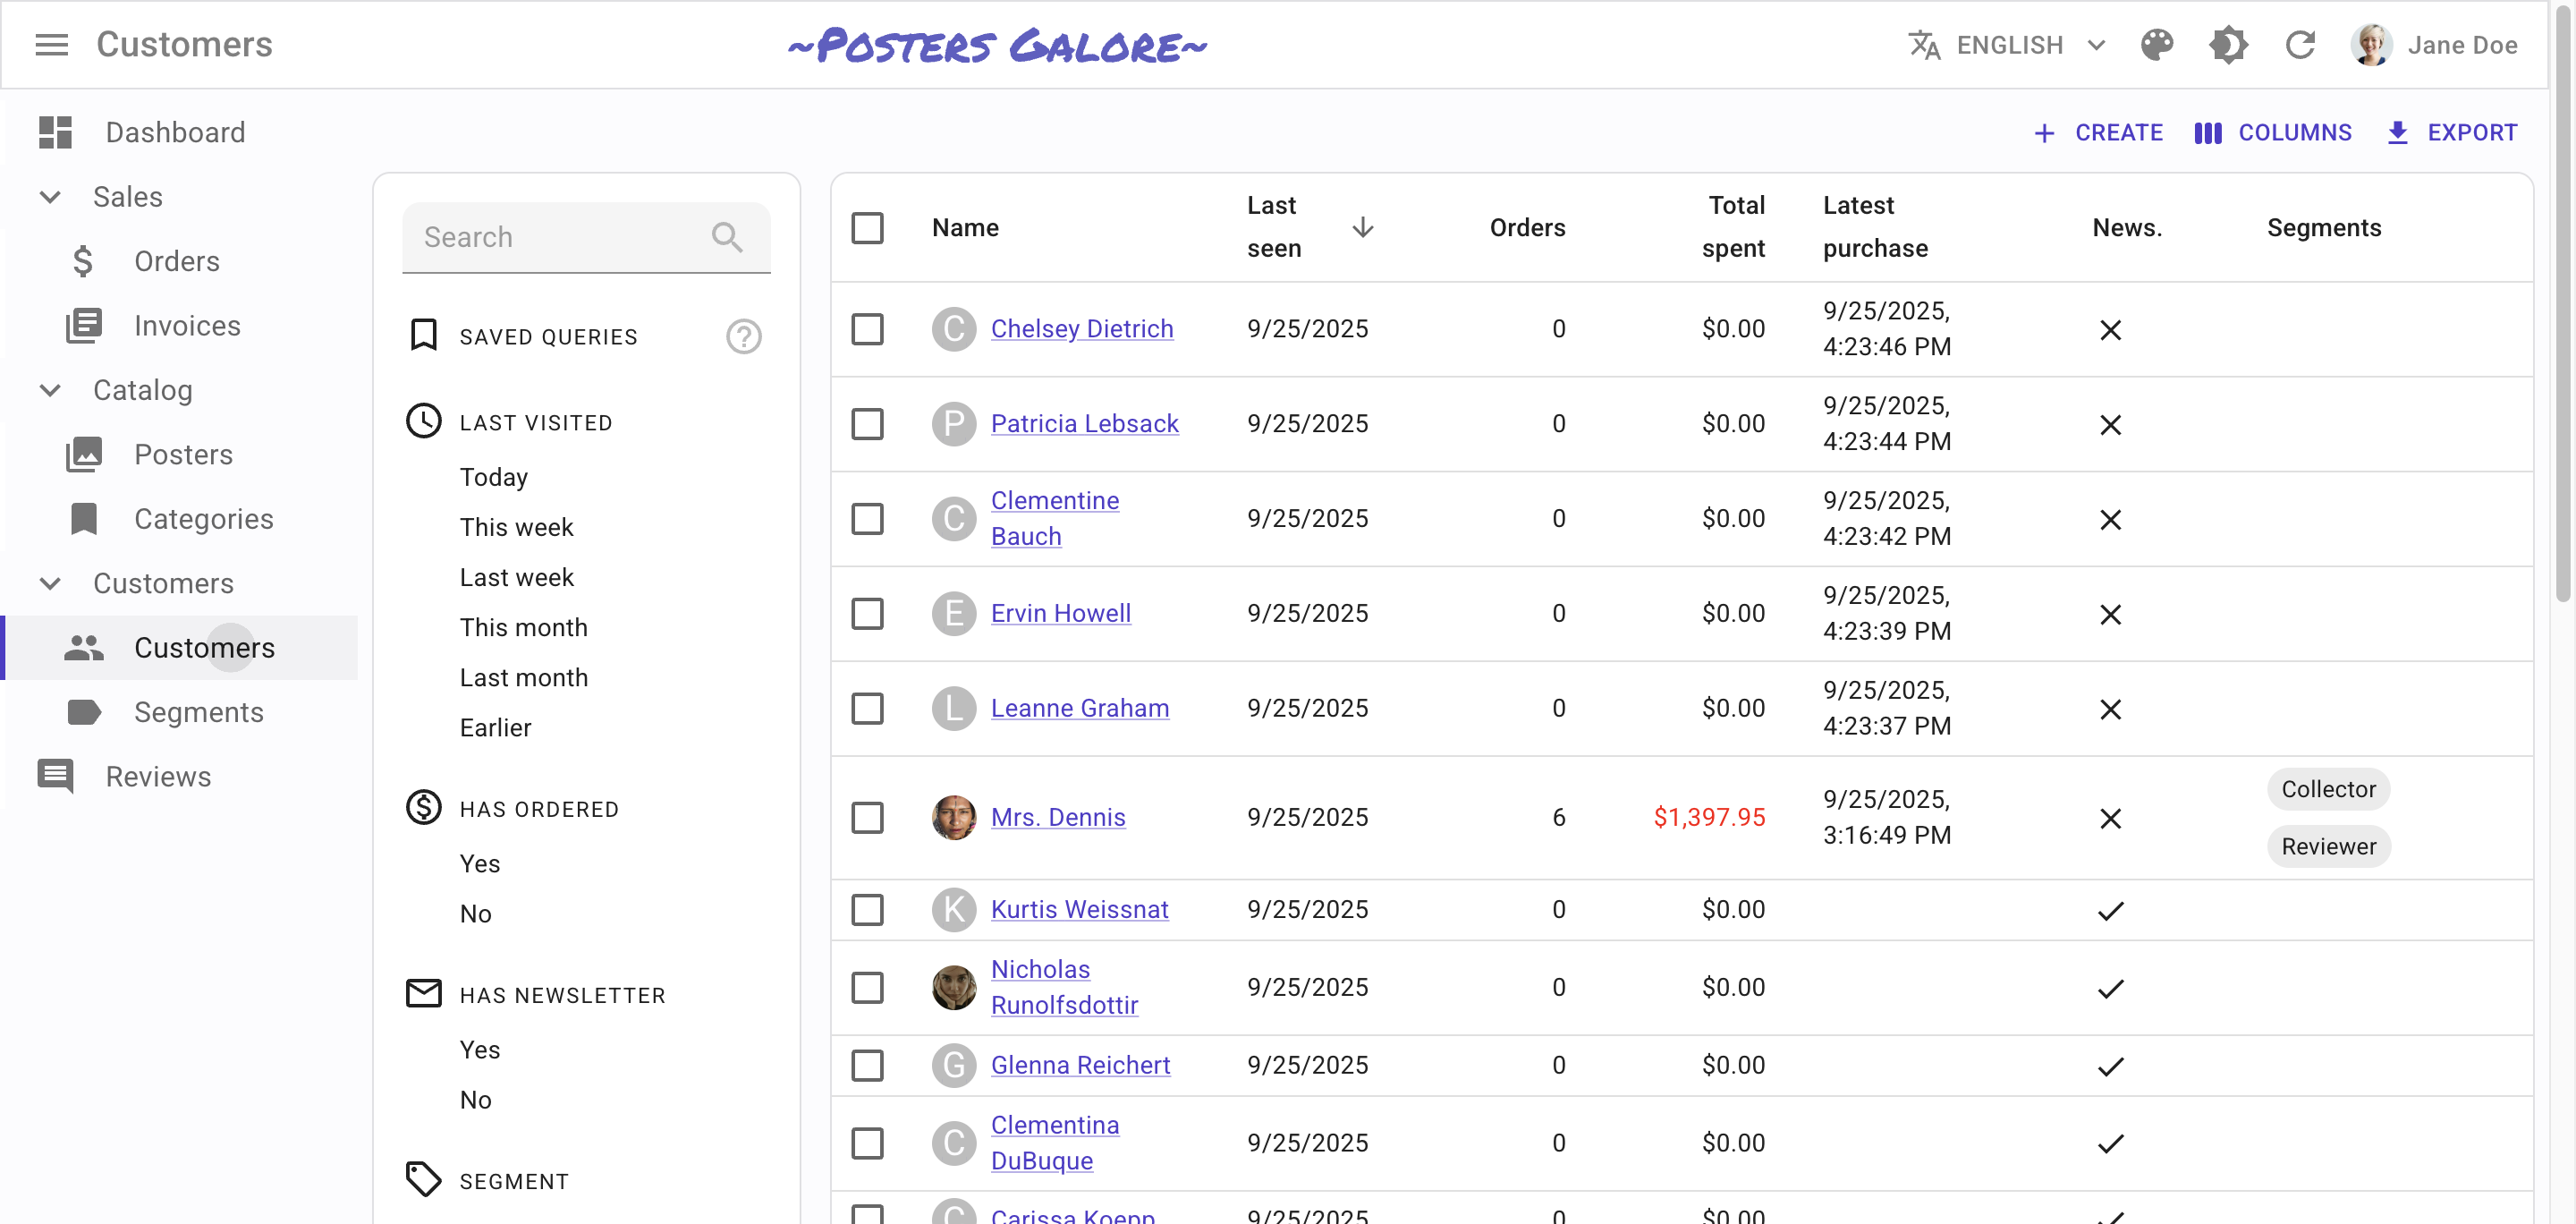 Customers
~Posters Galore~
ENGLISH
Jane Doe
Dashboard
Sales
Orders
Invoices
Catalog
Posters
Categories
Customers
Customers
Segments
Reviews
CREATE
COLUMNS
EXPORT
Search
SAVED QUERIES
?
LAST VISITED
Today
This week
Last week
This month
Last month
Earlier
HAS ORDERED
Yes
No
HAS NEWSLETTER
Yes
No
SEGMENT
Name
Last
seen
Orders
Total
spent
Latest
purchase
News.
Segments
C Chelsey Dietrich 9/25/2025 0 $0.00 9/25/2025,
4:23:46 PM
P Patricia Lebsack 9/25/2025 0 $0.00 9/25/2025,
4:23:44 PM
C Clementine
Bauch 9/25/2025 0 $0.00 9/25/2025,
4:23:42 PM
E Ervin Howell 9/25/2025 0 $0.00 9/25/2025,
4:23:39 PM
L Leanne Graham 9/25/2025 0 $0.00 9/25/2025,
4:23:37 PM
Mrs. Dennis 9/25/2025 6 $1,397.95 9/25/2025,
3:16:49 PM
Collector
Reviewer
K Kurtis Weissnat 9/25/2025 0 $0.00
Nicholas
Runolfsdottir 9/25/2025 0 $0.00
G Glenna Reichert 9/25/2025 0 $0.00
C Clementina
DuBuque 9/25/2025 0 $0.00
C Carissa Koepp 9/25/2025 0 $0.00